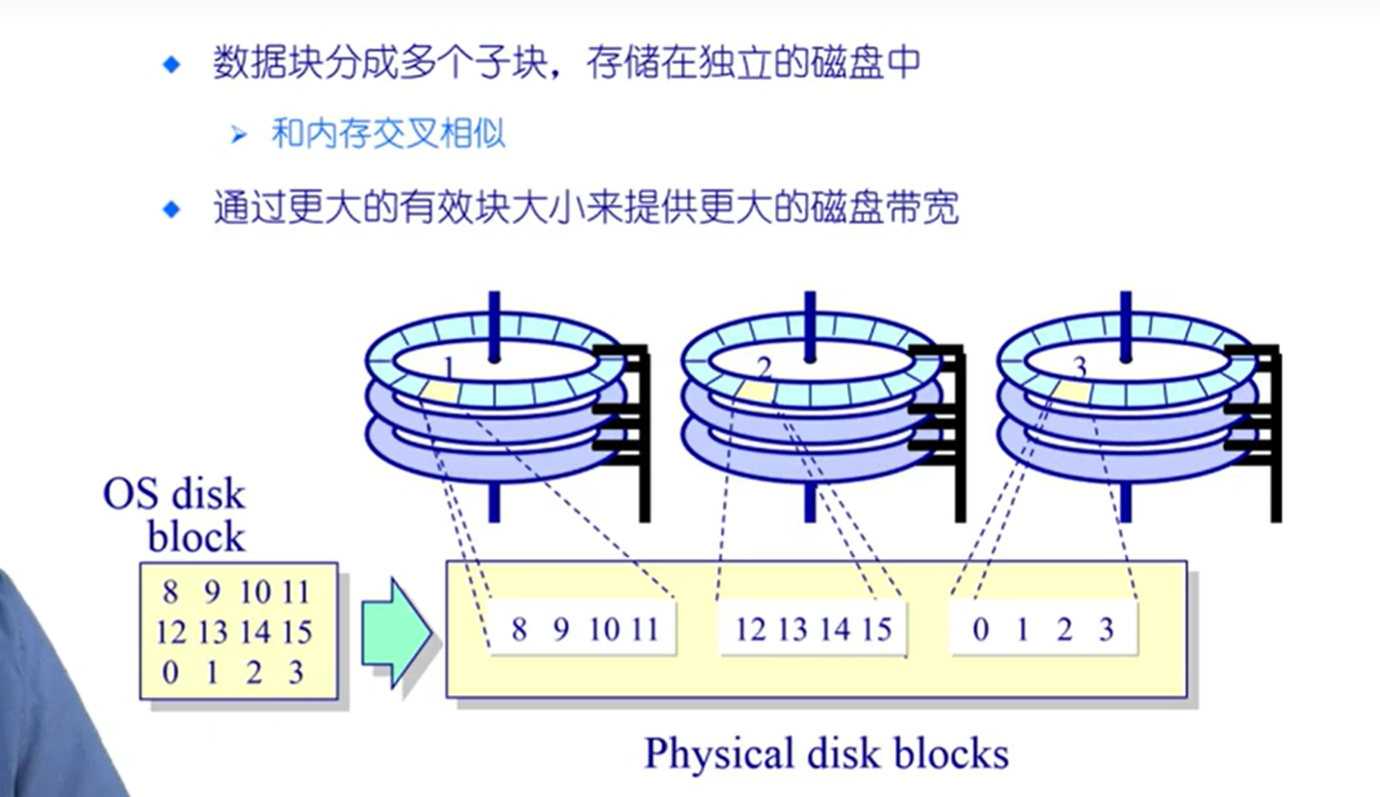 数据块分成多个子块，存储在独立的磁盘中
和内存交叉相似
通过更大的有效块大小来提供更大的磁盘带宽
1 2 3
OS disk
block
8 9 10 11
12 13 14 15
0 1 2 3
8 9 10 11 12 13 14 15 0 1 2 3
Physical disk blocks